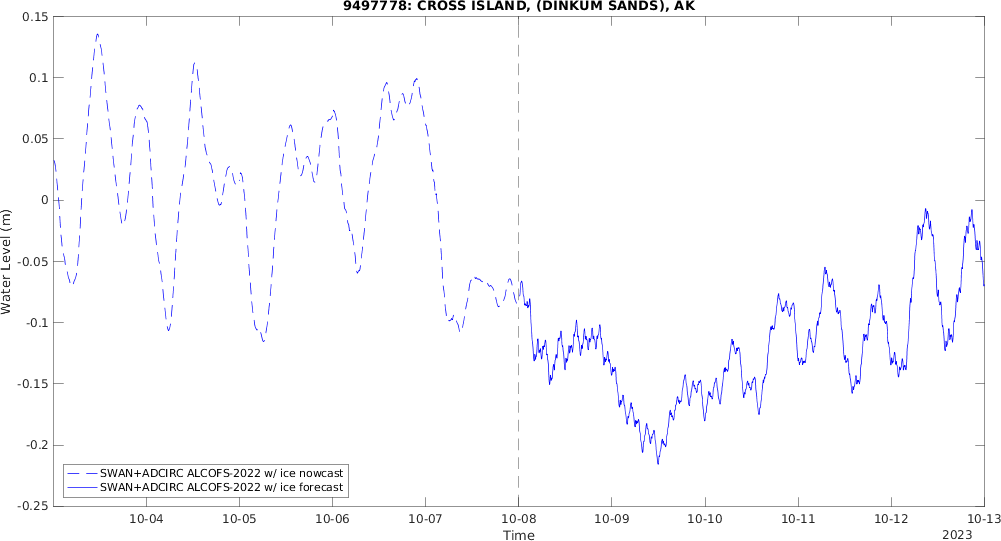 9497778: CROSS ISLAND, (DINKUM SANDS), AK
0.15
0.1
0.05
0
-0.05
-0.1
-0.15
-0.2
-0.25
Water Level (m)
SWAN+ADCIRC ALCOFS-2022 w/ ice nowcast
SWAN+ADCIRC ALCOFS-2022 w/ ice forecast
10-04 10-05 10-06 10-07 10-08 10-09 10-10 10-11 10-12 10-13
Time 2023